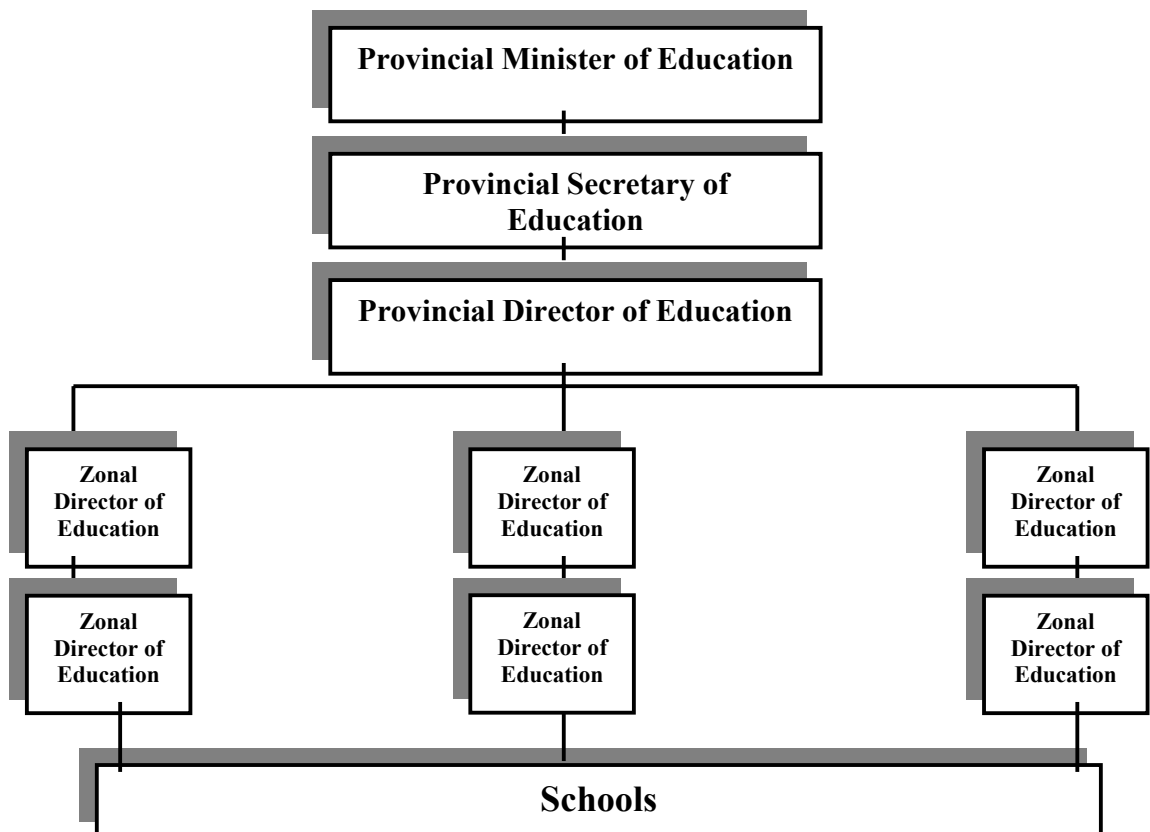 Provincial Minister of Education
Provincial Secretary of
Education
Provincial Director of Education
Zonal
Director of
Education
Zonal
Director of
Education
Zonal
Director of
Education
Zonal
Director of
Education
Zonal
Director of
Education
Zonal
Director of
Education
Schools